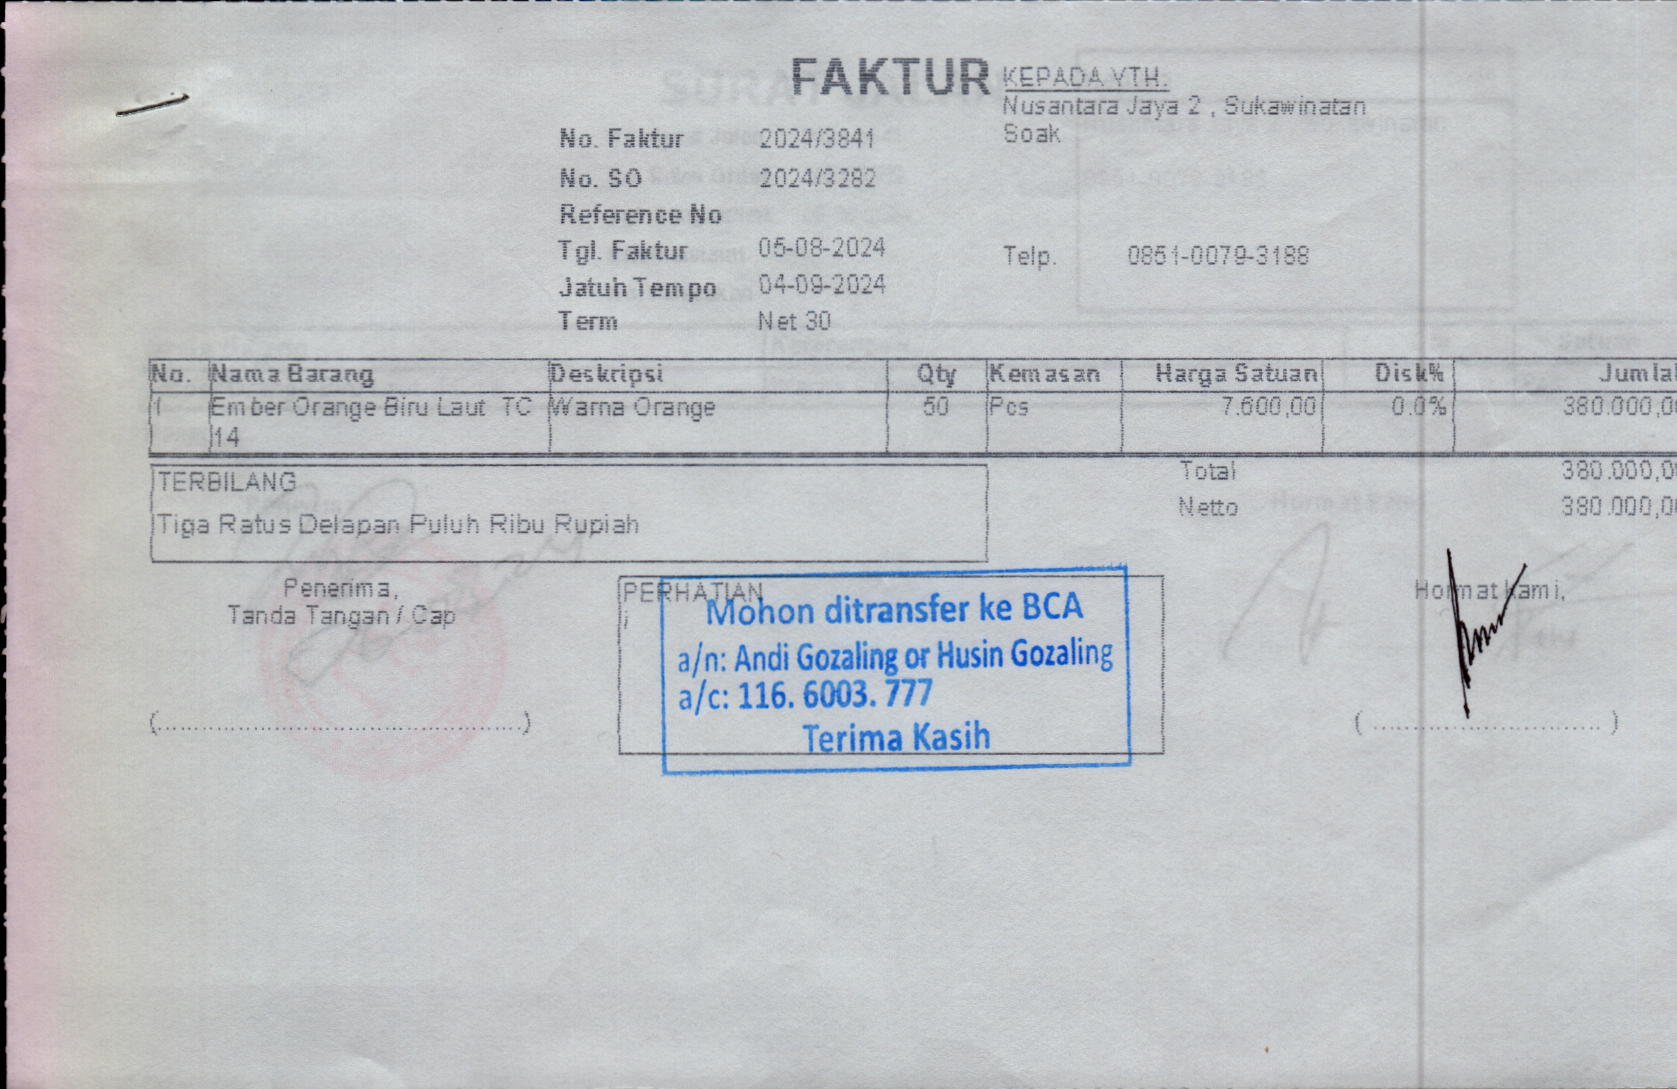 FAKTUR
KEPADA YTH.
Nusantara Jaya 2 , Sukawinatan
Soak
No. Faktur 2024/3841
No. SO 2024/3282
Reference No
Tgl. Faktur 05-08-2024
Telp. 0851-0079-3188
Jatuh Tempo 04-09-2024
Term Net 30
No. Nama Barang Deskripsi Qty Kemasan Harga Satuan Disk% Jumla
1 Ember Orange Biru Laut TC Warna Orange 50 Pcs 7.600,00 0.0% 380.000,0
14
TERBILANG
Tiga Ratus Delapan Puluh Ribu Rupiah
Total 380.000,0
Netto 380.000,0
Penerima,
Tanda Tangan / Cap
(..............................................)
PERHATIAN
;
Mohon ditransfer ke BCA
a/n: Andi Gozaling or Husin Gozaling
a/c: 116. 6003. 777
Terima Kasih
Hormat kami,
( ................................ )